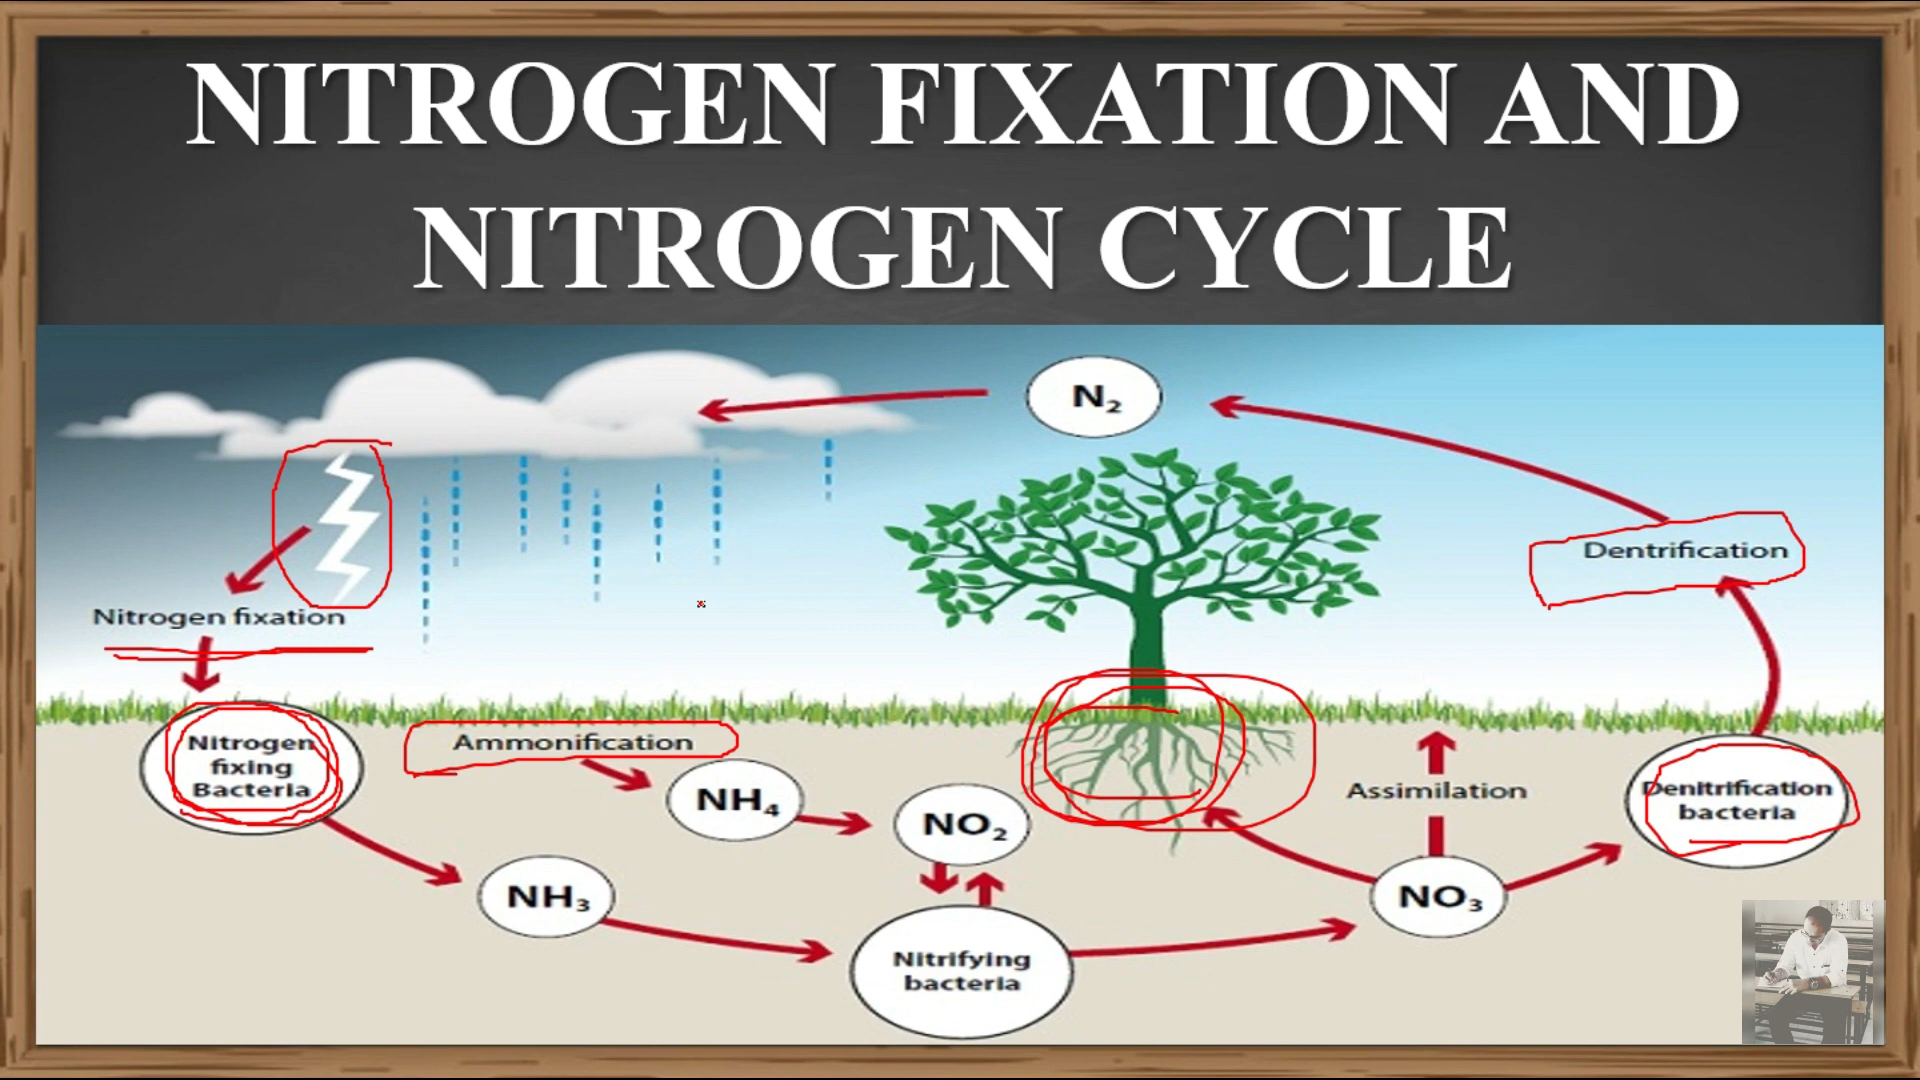 NITROGEN FIXATION AND
NITROGEN CYCLE
N₂
Dentrification
Nitrogen fixation
Nitrogen
fixing
Bacteria
Ammonification
NH₄
NO₂
NH₃
Nitrifying
bacteria
Assimilation
NO₃
Denitrification
bacteria